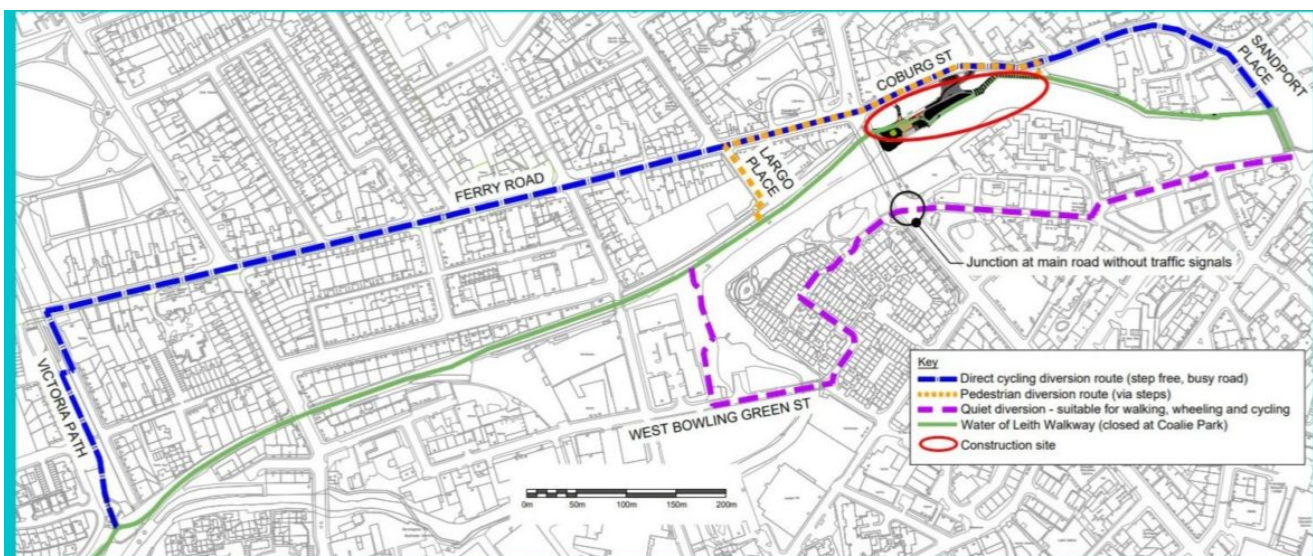 COBURG ST
SANDPORT
PLACE
LARGO
PLACE
FERRY ROAD
Junction at main road without traffic signals
VICTORIA PATH
WEST BOWLING GREEN ST
Key
Direct cycling diversion route (step free, busy road)
Pedestrian diversion route (via steps)
Quiet diversion - suitable for walking, wheeling and cycling
Water of Leith Walkway (closed at Coalie Park)
Construction site
0m 50m 100m 200m